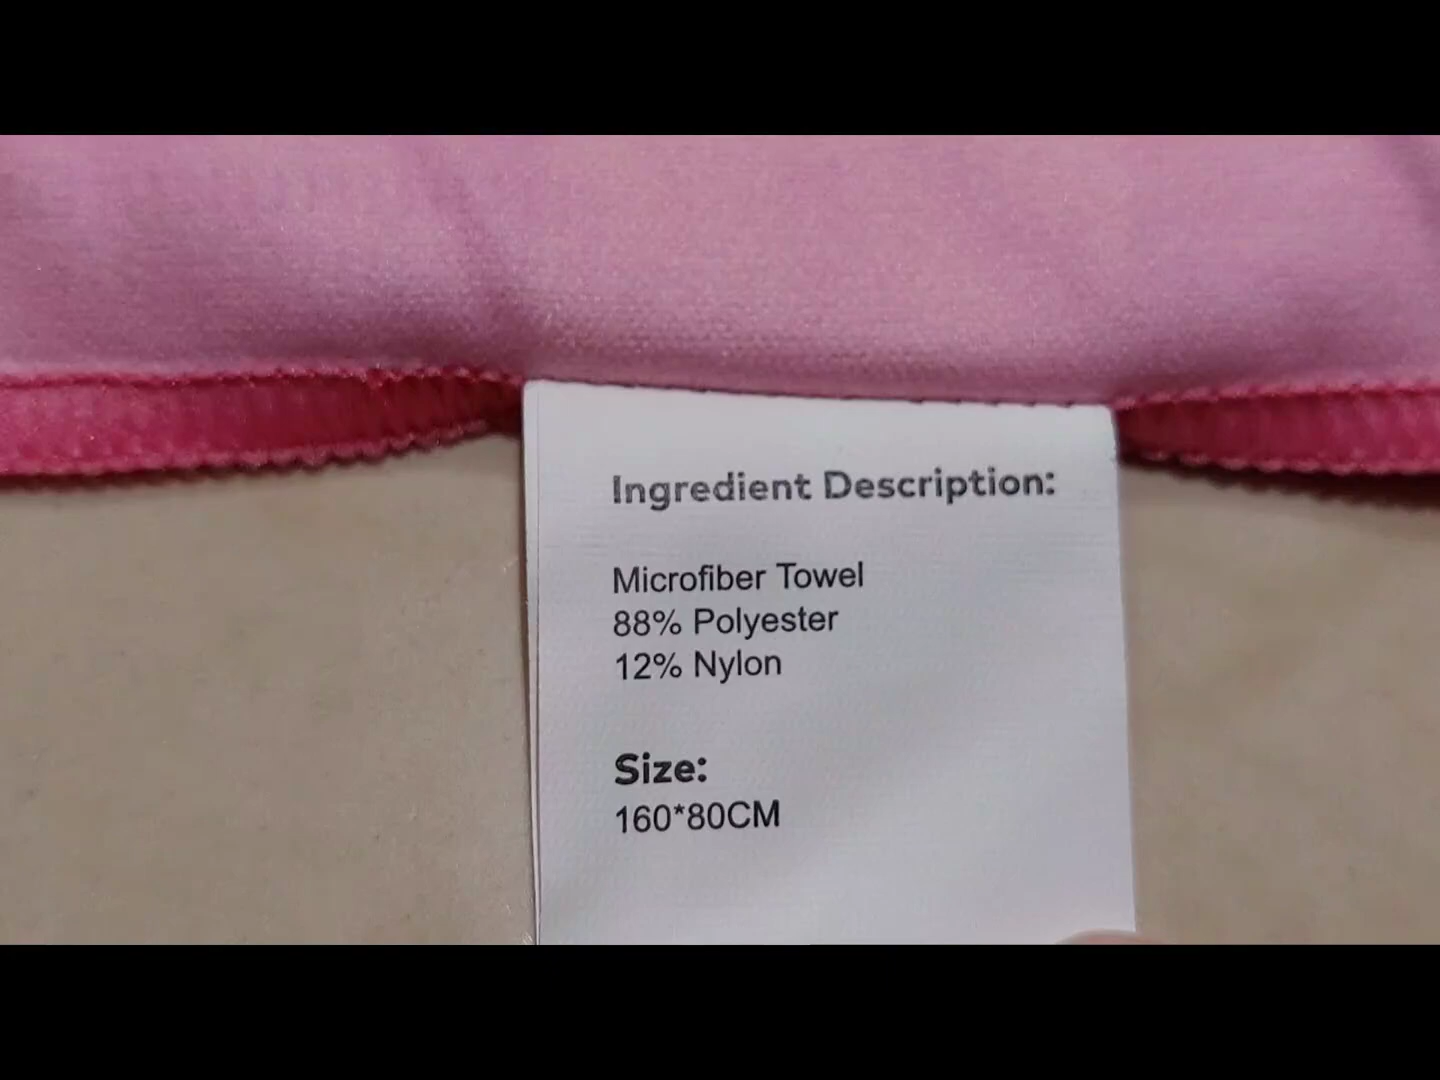 Ingredient Description:
Microfiber Towel
88% Polyester
12% Nylon
Size:
160*80CM